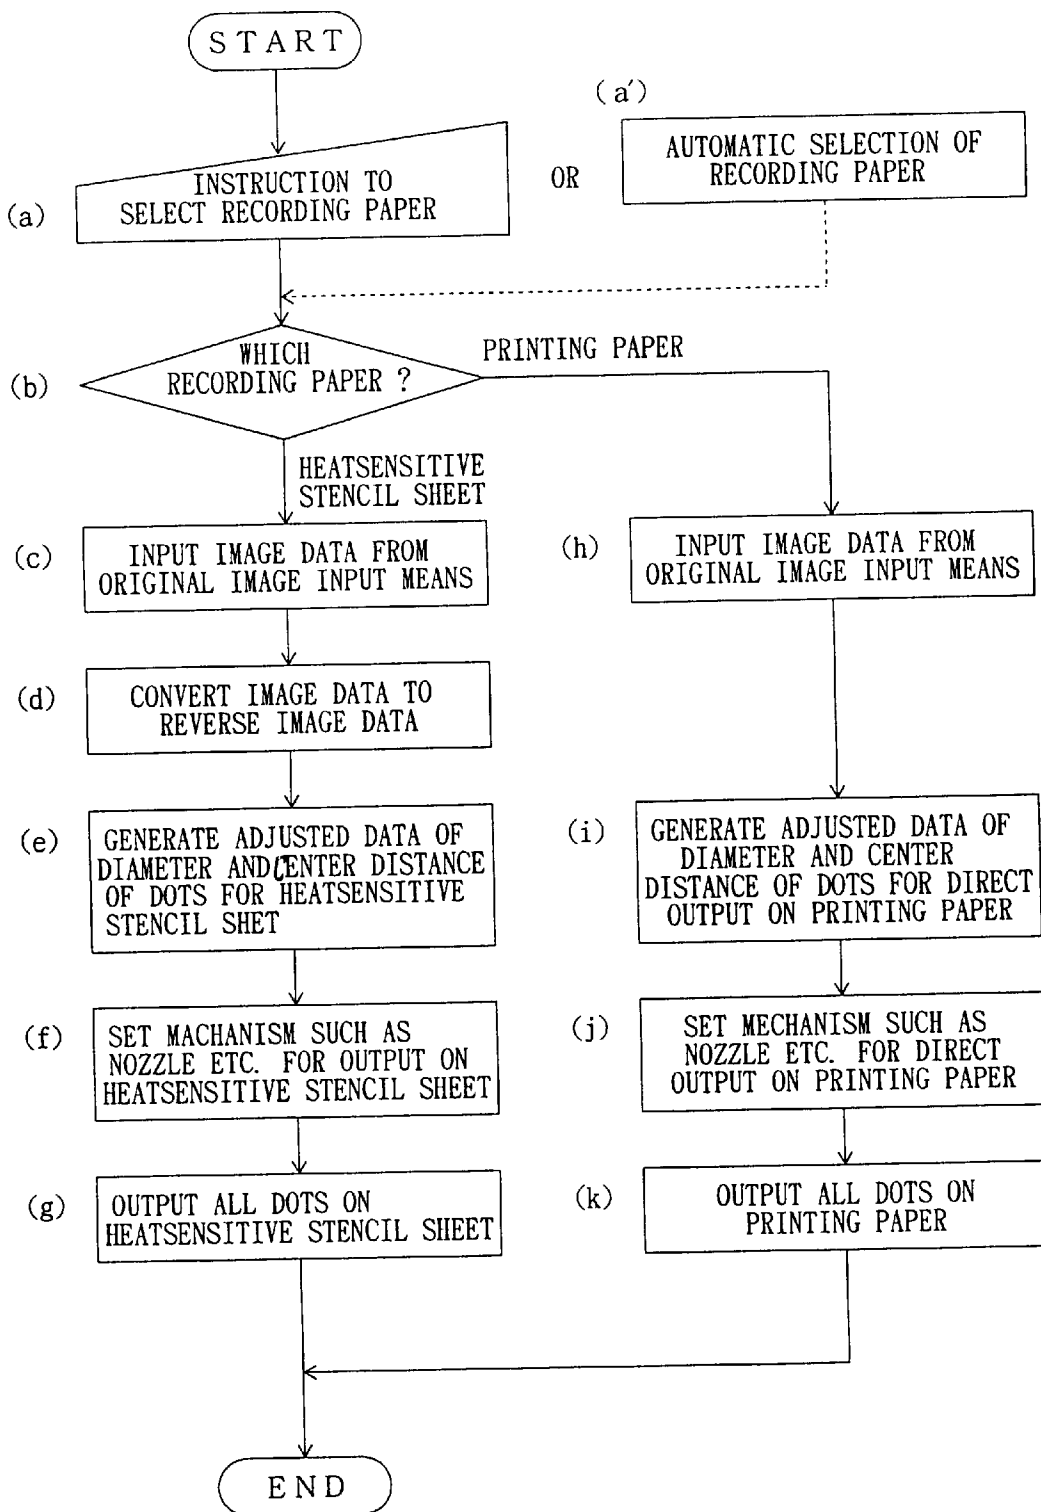 START
(a')
AUTOMATIC SELECTION OF
RECORDING PAPER
OR
(a)
INSTRUCTION TO
SELECT RECORDING PAPER
(b)
WHICH
RECORDING PAPER ?
PRINTING PAPER
HEATSENSITIVE
STENCIL SHEET
(c)
INPUT IMAGE DATA FROM
ORIGINAL IMAGE INPUT MEANS
(h)
INPUT IMAGE DATA FROM
ORIGINAL IMAGE INPUT MEANS
(d)
CONVERT IMAGE DATA TO
REVERSE IMAGE DATA
(e)
GENERATE ADJUSTED DATA OF
DIAMETER AND CENTER DISTANCE
OF DOTS FOR HEATSENSITIVE
STENCIL SHET
(i)
GENERATE ADJUSTED DATA OF
DIAMETER AND CENTER
DISTANCE OF DOTS FOR DIRECT
OUTPUT ON PRINTING PAPER
(f)
SET MACHANISM SUCH AS
NOZZLE ETC. FOR OUTPUT ON
HEATSENSITIVE STENCIL SHEET
(j)
SET MECHANISM SUCH AS
NOZZLE ETC. FOR DIRECT
OUTPUT ON PRINTING PAPER
(g)
OUTPUT ALL DOTS ON
HEATSENSITIVE STENCIL SHEET
(k)
OUTPUT ALL DOTS ON
PRINTING PAPER
END